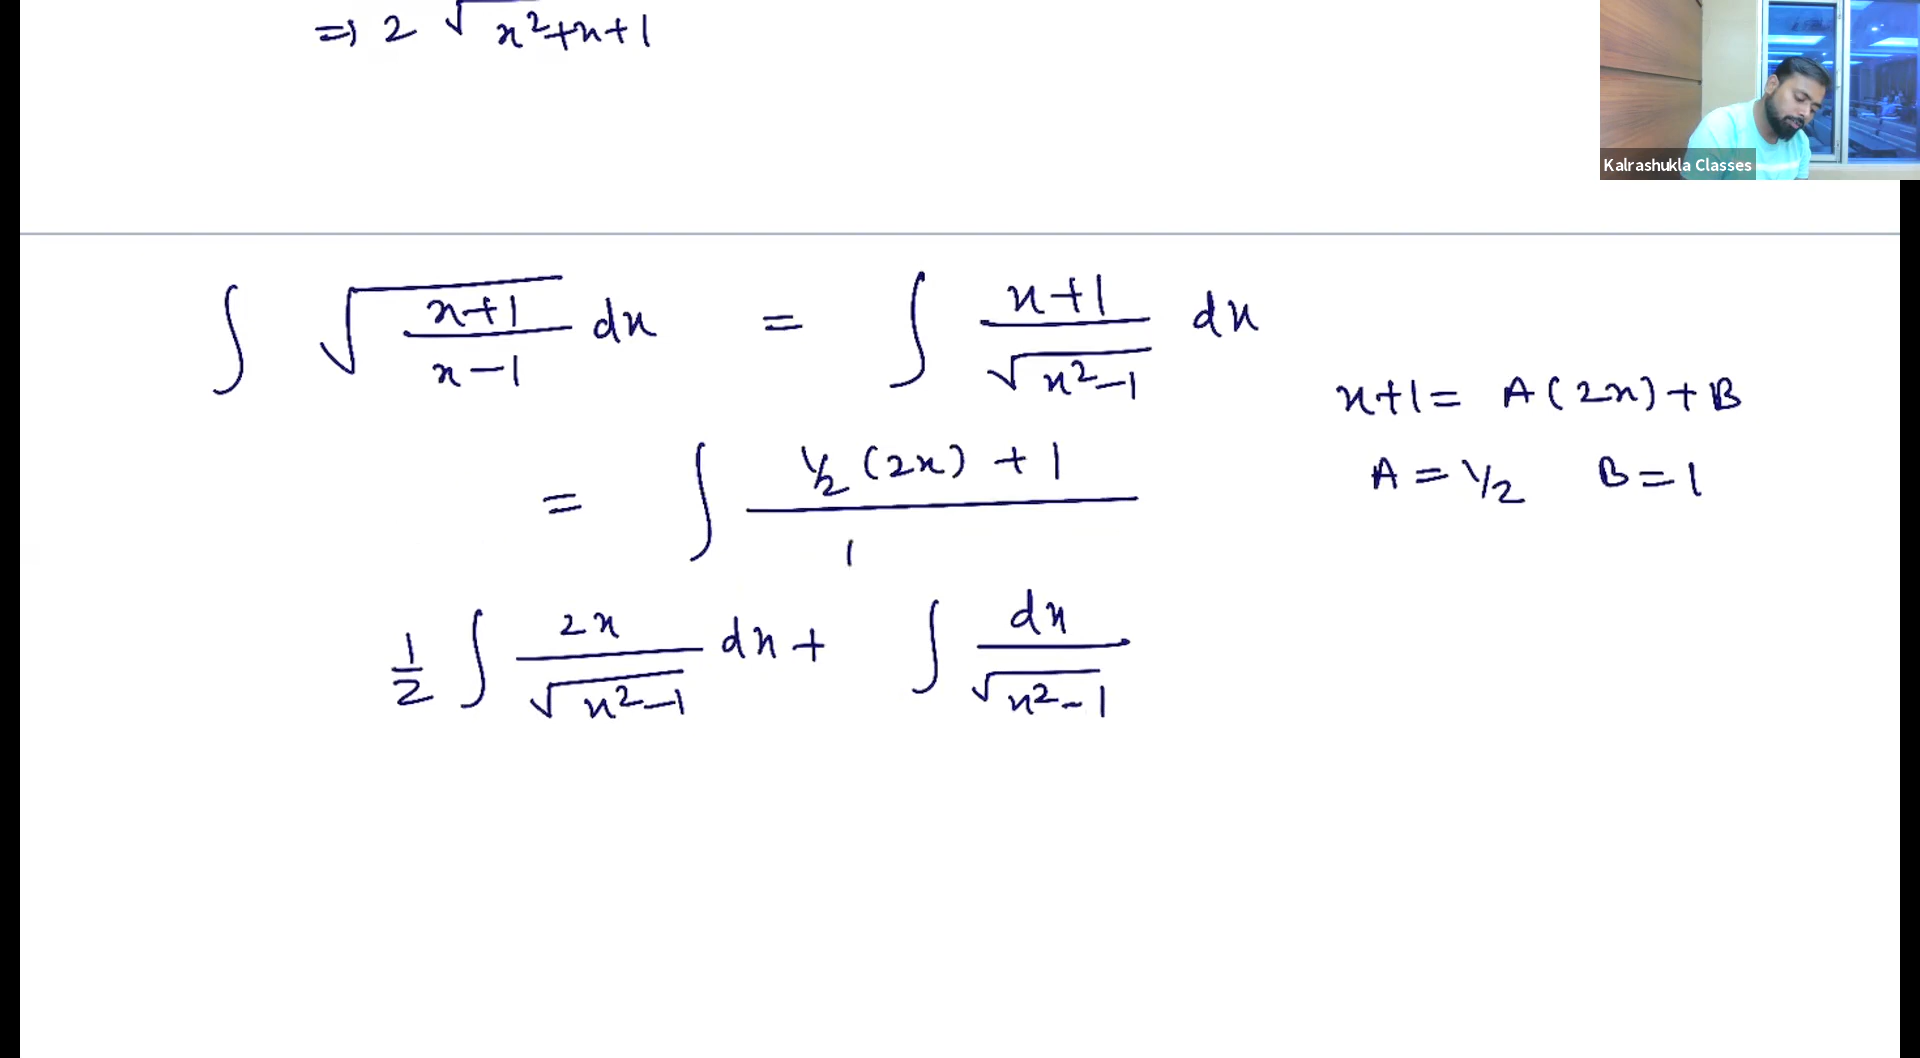 ⇒ 2 √x²+x+1
Kalrashukla Classes
∫ √(x+1)/(x-1) dx = ∫ (x+1)/√(x²-1) dx
x+1 = A(2x)+B
= ∫ (½(2x)+1)/1
A = ½ B = 1
1/2 ∫ 2x/√(x²-1) dx + ∫ dx/√(x²-1)